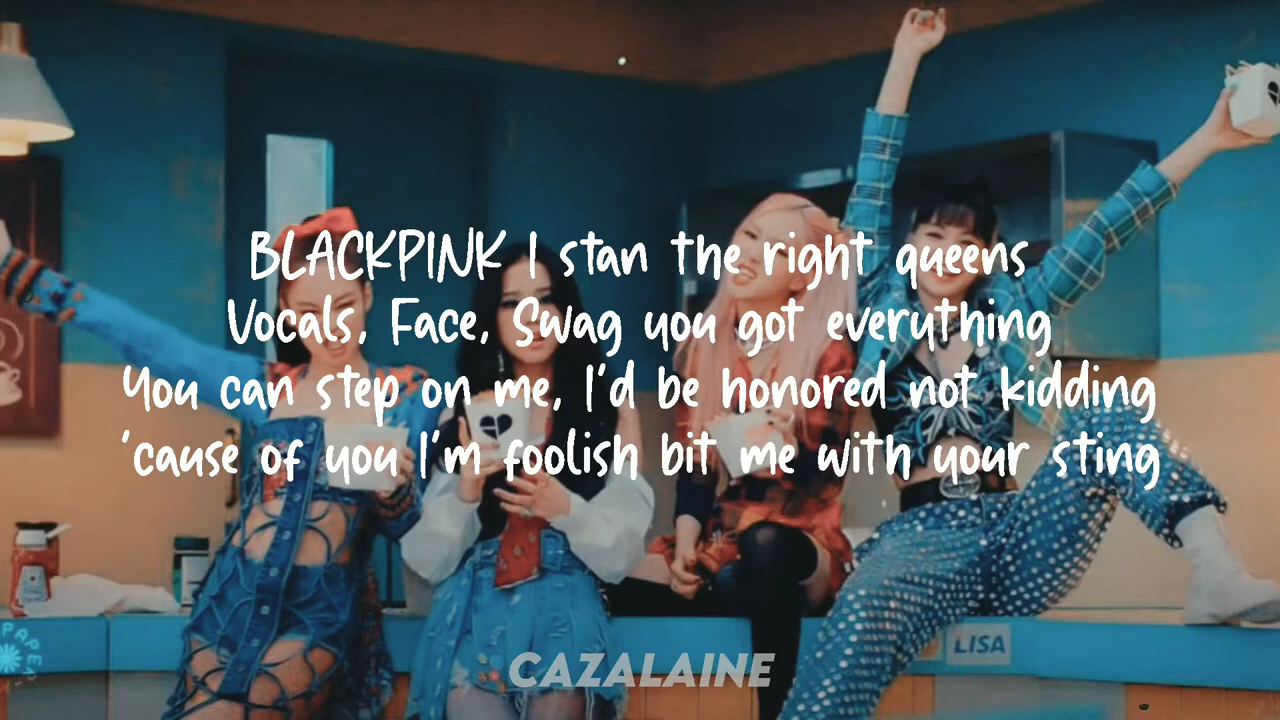 BLACKPINK I stan the right queens
Vocals, Face, Swag you got everything
You can step on me, I'd be honored not kidding
'cause of you I'm foolish bit me with your sting
PAPER
LISA
CAZALAINE